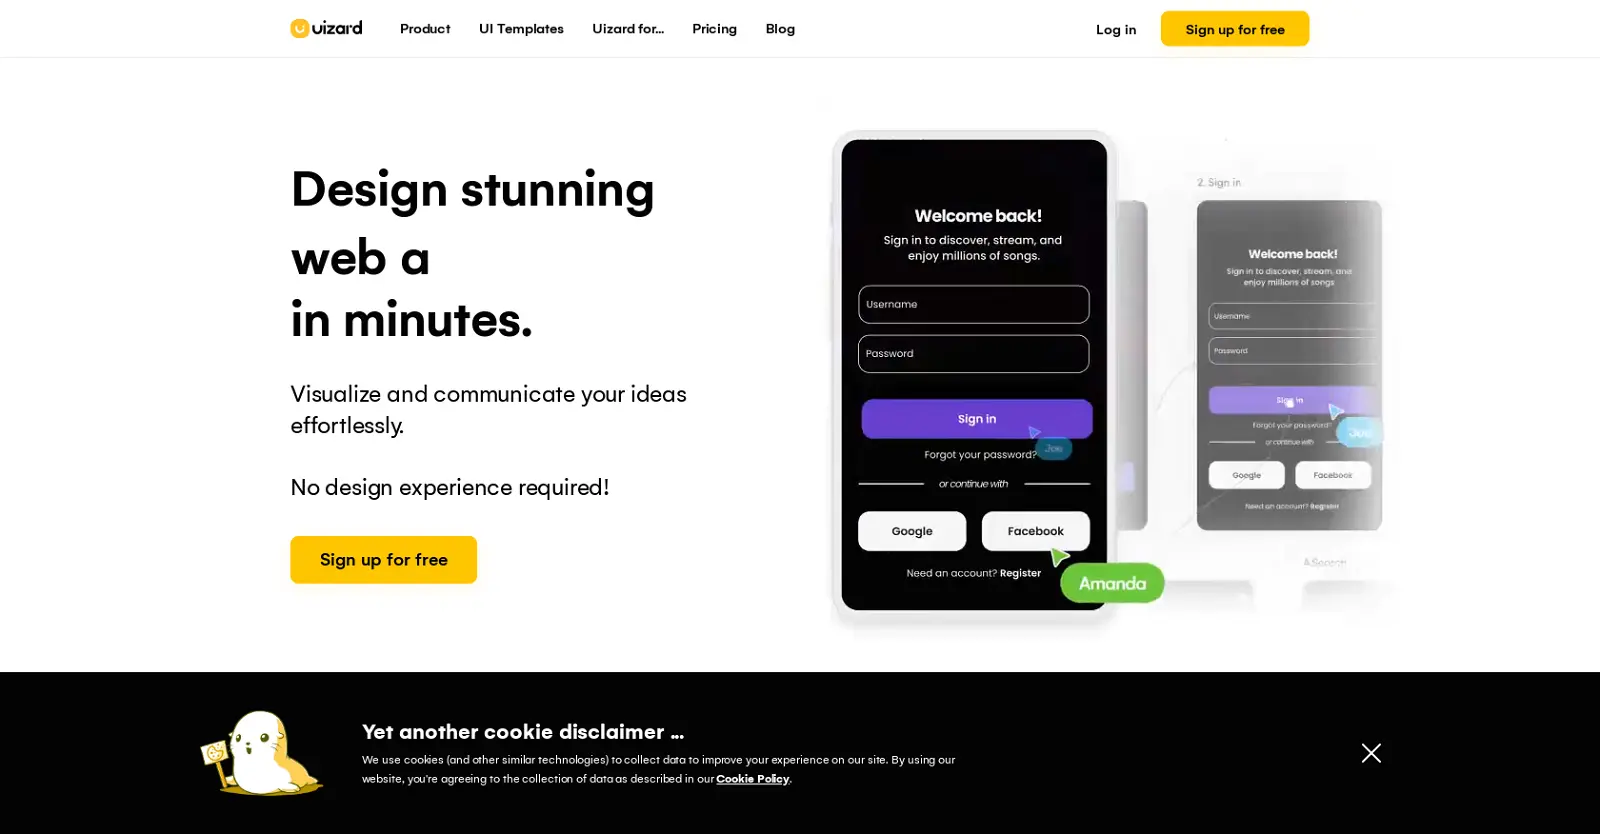 uizard Product UI Templates Uizard for... Pricing Blog Log in Sign up for free
Design stunning
web a
in minutes.
Visualize and communicate your ideas
effortlessly.
No design experience required!
Sign up for free
Welcome back!
Sign in to discover, stream, and
enjoy millions of songs.
Username
Password
Sign in
Joe
Forgot your password?
or continue with
Google Facebook
Need an account? Register
Amanda
2. Sign in
Welcome back!
Sign in to discover, stream, and
enjoy millions of songs
Username
Password
Sign in
Forgot your password?
Joe
or continue with
Google Facebook
Need an account? Register
Screen
Yet another cookie disclaimer ...
We use cookies (and other similar technologies) to collect data to improve your experience on our site. By using our
website, you're agreeing to the collection of data as described in our Cookie Policy.